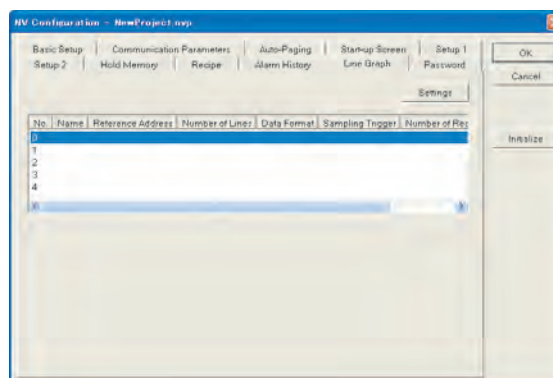 NV Configuration - NewProject.nvp
Basic Setup Communication Parameters Auto-Paging Start-up Screen Setup 1
Setup 2 Hold Memory Recipe Alarm History Line Graph Password
OK
Cancel
Settings
No. Name Reference Address Number of Lines Data Format Sampling Trigger Number of Rec
Initialize
0
1
2
3
4